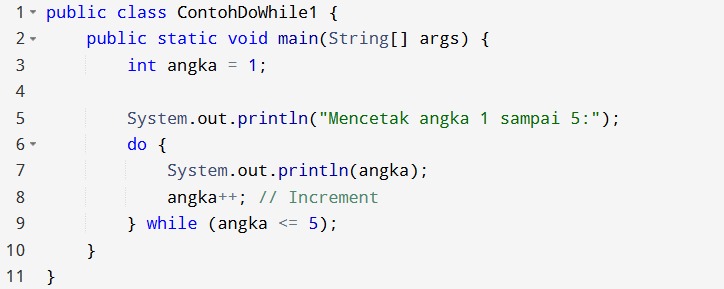 1 public class ContohDoWhile1 {
2 public static void main(String[] args) {
3 int angka = 1;
4
5 System.out.println("Mencetak angka 1 sampai 5:");
6 do {
7 System.out.println(angka);
8 angka++; // Increment
9 } while (angka <= 5);
10 }
11 }